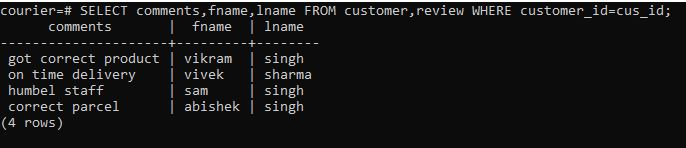 courier=# SELECT comments,fname,lname FROM customer,review WHERE customer_id=cus_id;
      comments       |  fname  | lname
---------------------+---------+--------
 got correct product | vikram  | singh
 on time delivery    | vivek   | sharma
 humbel staff        | sam     | singh
 correct parcel      | abishek | singh
(4 rows)